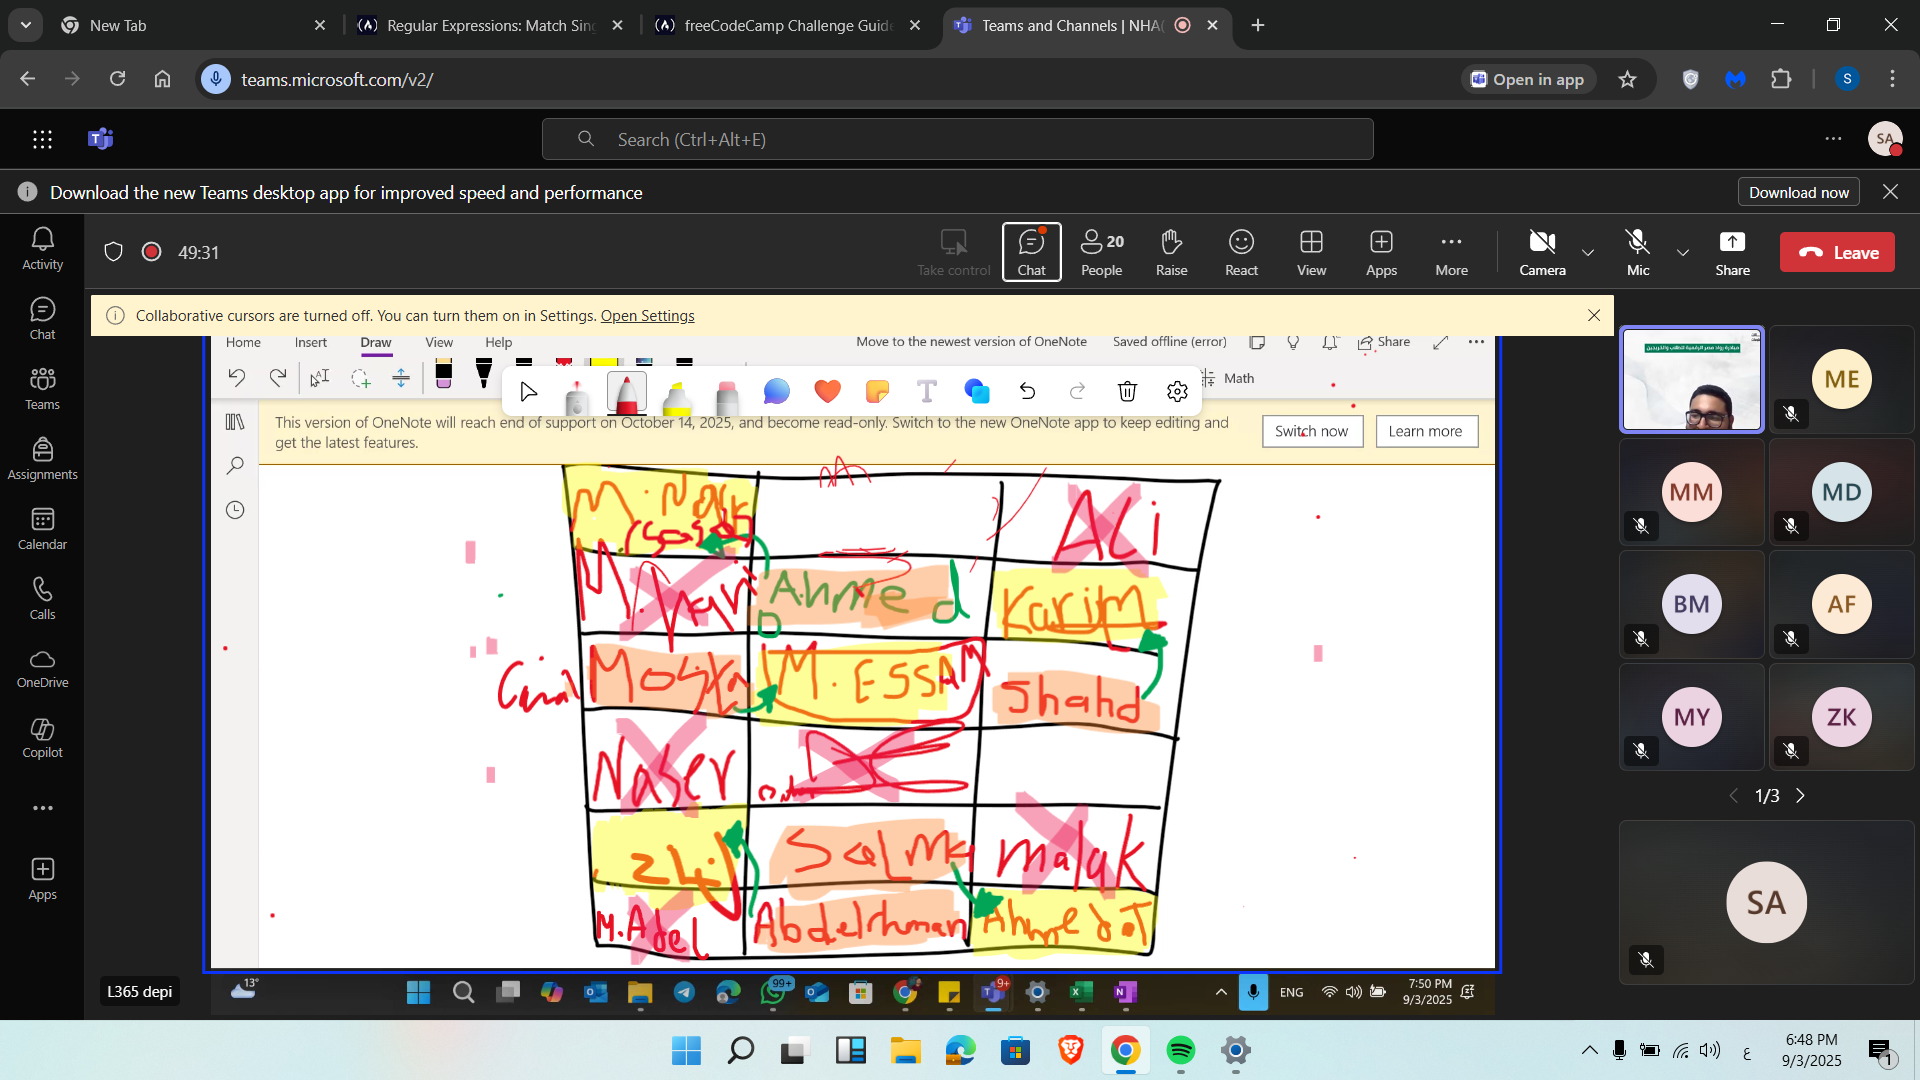 New Tab
Regular Expressions: Match Sin
freeCodeCamp Challenge Guide
Teams and Channels | NHA(
teams.microsoft.com/v2/
Open in app
S
Search (Ctrl+Alt+E)
SA
Download the new Teams desktop app for improved speed and performance
Download now
Activity
Chat
Teams
Assignments
Calendar
Calls
OneDrive
Copilot
Apps
49:31
Take control
Chat
20
People
Raise
React
View
Apps
More
Camera
Mic
Share
Leave
Collaborative cursors are turned off. You can turn them on in Settings. Open Settings
Home Insert Draw View Help
Move to the newest version of OneNote
Saved offline (error)
Share
Math
This version of OneNote will reach end of support on October 14, 2025, and become read-only. Switch to the new OneNote app to keep editing and
get the latest features.
Switch now
Learn more
ALi
Ahmed
Karim
M. ESSAM
Shahd
Naser
Salma
malak
M.Adel
Abdelrhman
Ahmed.T
ME
MM
MD
BM
AF
MY
ZK
1/3
SA
L365 depi
13°
99+
9+
ENG
7:50 PM
9/3/2025
ع
6:48 PM
9/3/2025
1